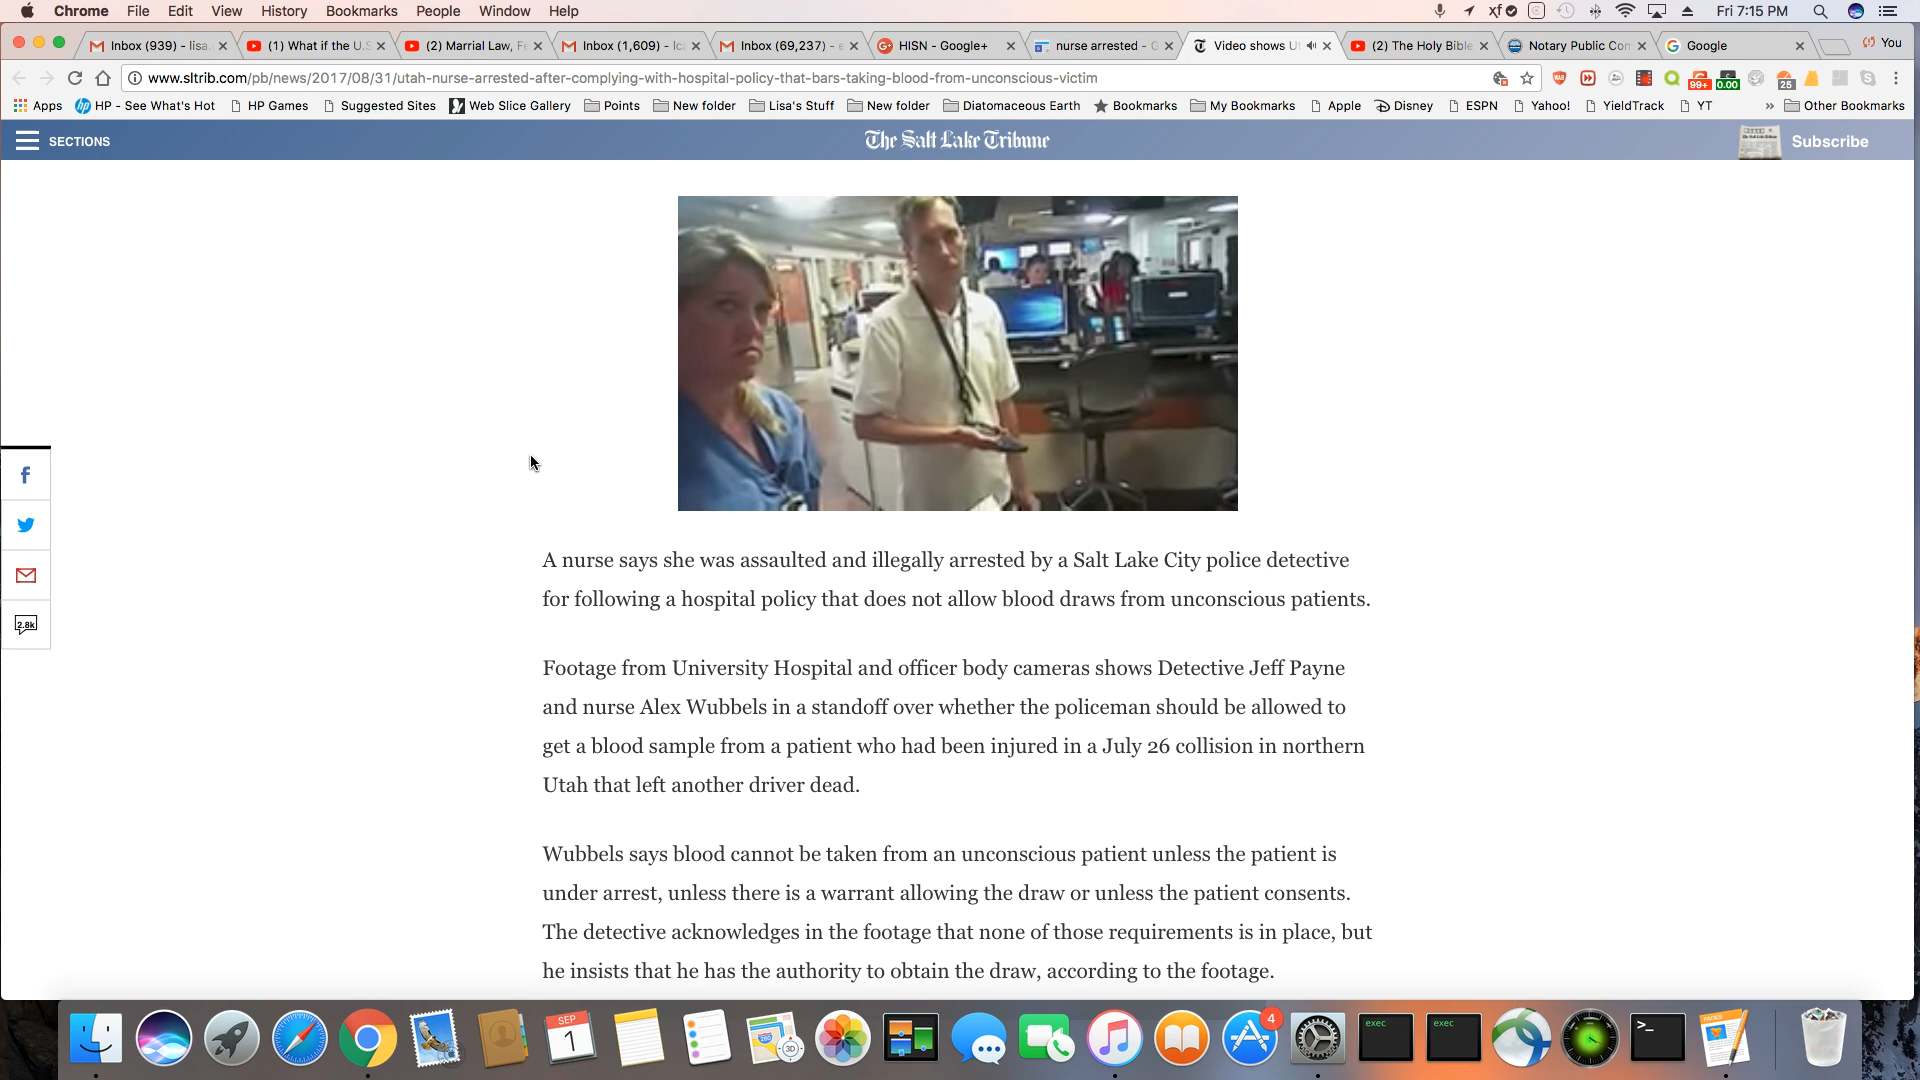 Chrome File Edit View History Bookmarks People Window Help Fri 7:15 PM
Inbox (939) - lisa. (1) What if the U.S (2) Marrial Law, Fe Inbox (1,609) - lc Inbox (69,237) - e HISN - Google+ nurse arrested - G Video shows U (2) The Holy Bible Notary Public Con Google You
www.sltrib.com/pb/news/2017/08/31/utah-nurse-arrested-after-complying-with-hospital-policy-that-bars-taking-blood-from-unconscious-victim 99+ 0.00 25
Apps HP - See What's Hot HP Games Suggested Sites Web Slice Gallery Points New folder Lisa's Stuff New folder Diatomaceous Earth Bookmarks My Bookmarks Apple Disney ESPN Yahoo! YieldTrack YT » Other Bookmarks
SECTIONS The Salt Lake Tribune Subscribe
2.8k
A nurse says she was assaulted and illegally arrested by a Salt Lake City police detective
for following a hospital policy that does not allow blood draws from unconscious patients.
Footage from University Hospital and officer body cameras shows Detective Jeff Payne
and nurse Alex Wubbels in a standoff over whether the policeman should be allowed to
get a blood sample from a patient who had been injured in a July 26 collision in northern
Utah that left another driver dead.
Wubbels says blood cannot be taken from an unconscious patient unless the patient is
under arrest, unless there is a warrant allowing the draw or unless the patient consents.
The detective acknowledges in the footage that none of those requirements is in place, but
he insists that he has the authority to obtain the draw, according to the footage.
SEP
1
3D
4
exec
exec
>_
PAGES